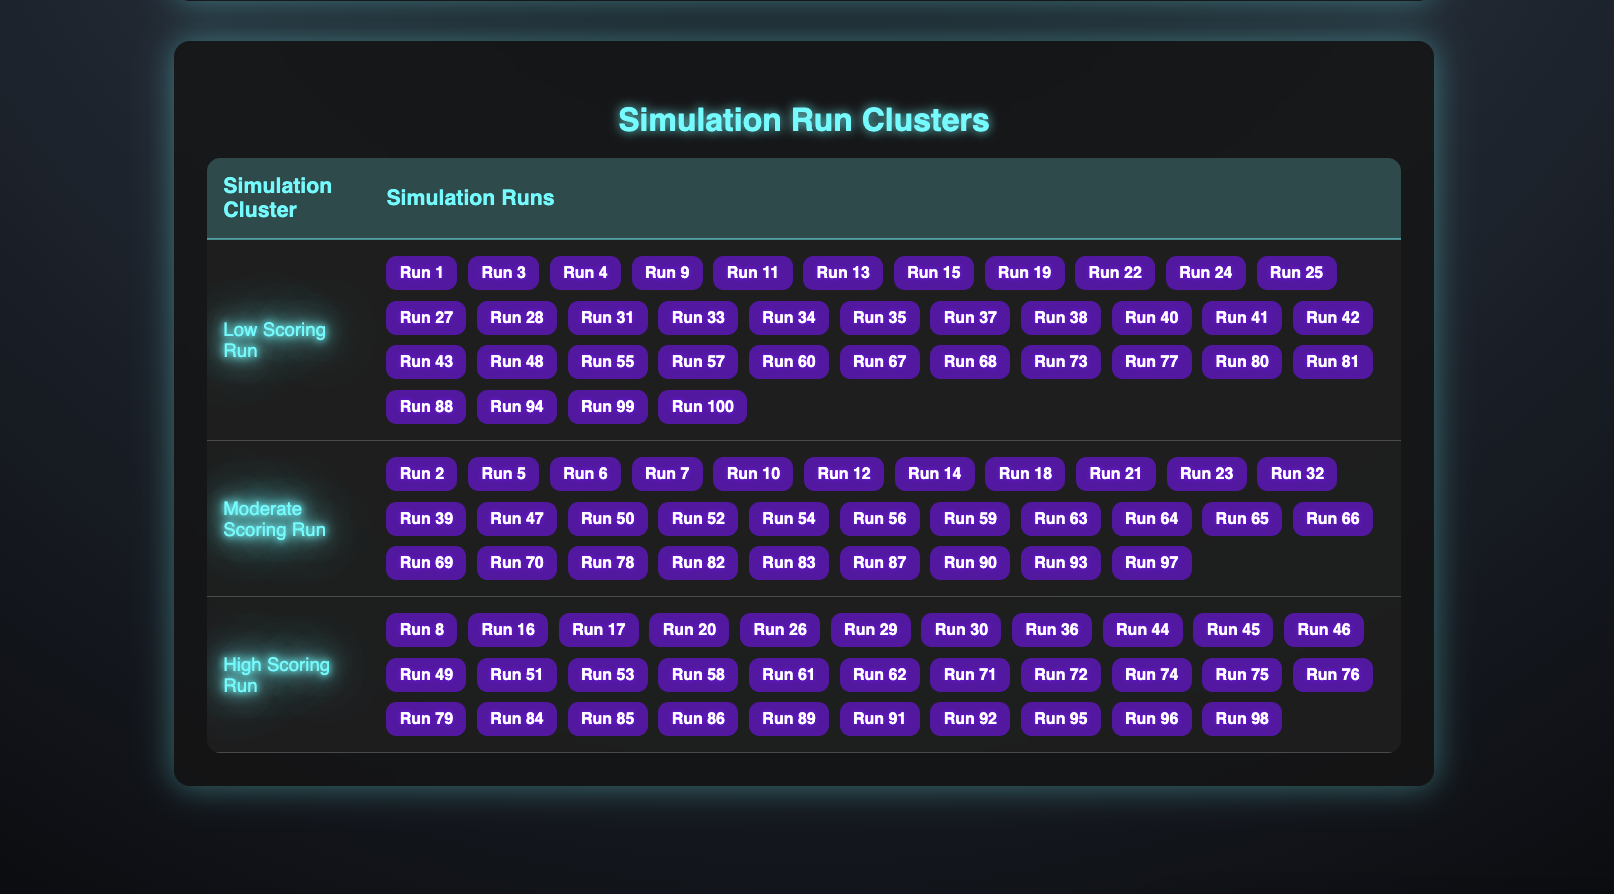 Simulation Run Clusters
Simulation
Cluster
Simulation Runs
Low Scoring
Run
Run 1 Run 3 Run 4 Run 9 Run 11 Run 13 Run 15 Run 19 Run 22 Run 24 Run 25
Run 27 Run 28 Run 31 Run 33 Run 34 Run 35 Run 37 Run 38 Run 40 Run 41 Run 42
Run 43 Run 48 Run 55 Run 57 Run 60 Run 67 Run 68 Run 73 Run 77 Run 80 Run 81
Run 88 Run 94 Run 99 Run 100
Moderate
Scoring Run
Run 2 Run 5 Run 6 Run 7 Run 10 Run 12 Run 14 Run 18 Run 21 Run 23 Run 32
Run 39 Run 47 Run 50 Run 52 Run 54 Run 56 Run 59 Run 63 Run 64 Run 65 Run 66
Run 69 Run 70 Run 78 Run 82 Run 83 Run 87 Run 90 Run 93 Run 97
High Scoring
Run
Run 8 Run 16 Run 17 Run 20 Run 26 Run 29 Run 30 Run 36 Run 44 Run 45 Run 46
Run 49 Run 51 Run 53 Run 58 Run 61 Run 62 Run 71 Run 72 Run 74 Run 75 Run 76
Run 79 Run 84 Run 85 Run 86 Run 89 Run 91 Run 92 Run 95 Run 96 Run 98